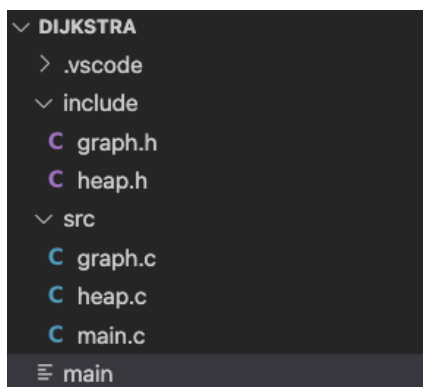 DIJKSTRA
.vscode
include
C graph.h
C heap.h
src
C graph.c
C heap.c
C main.c
main